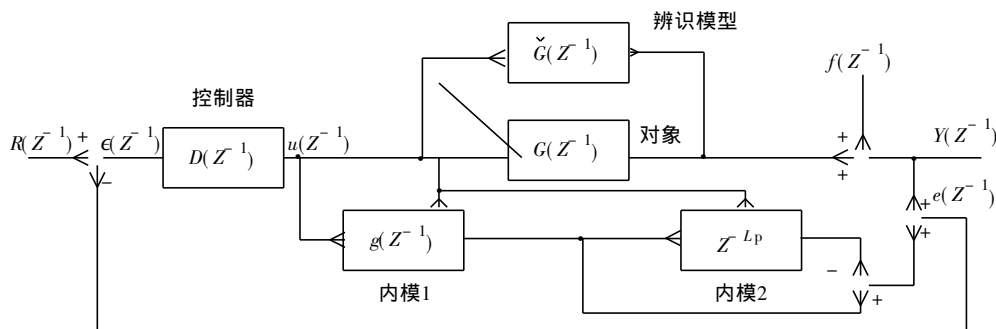 辨识模型
Ǧ(Z⁻ ¹)
f(Z⁻ ¹)
控制器
R(Z⁻ ¹)
+
ϵ(Z⁻ ¹)
D(Z⁻ ¹)
u(Z⁻ ¹)
G(Z⁻ ¹)
对象
+
+
Y(Z⁻ ¹)
−
e(Z⁻ ¹)
+
+
g(Z⁻ ¹)
Z⁻ ᴸᵖ
−
+
内模1
内模2